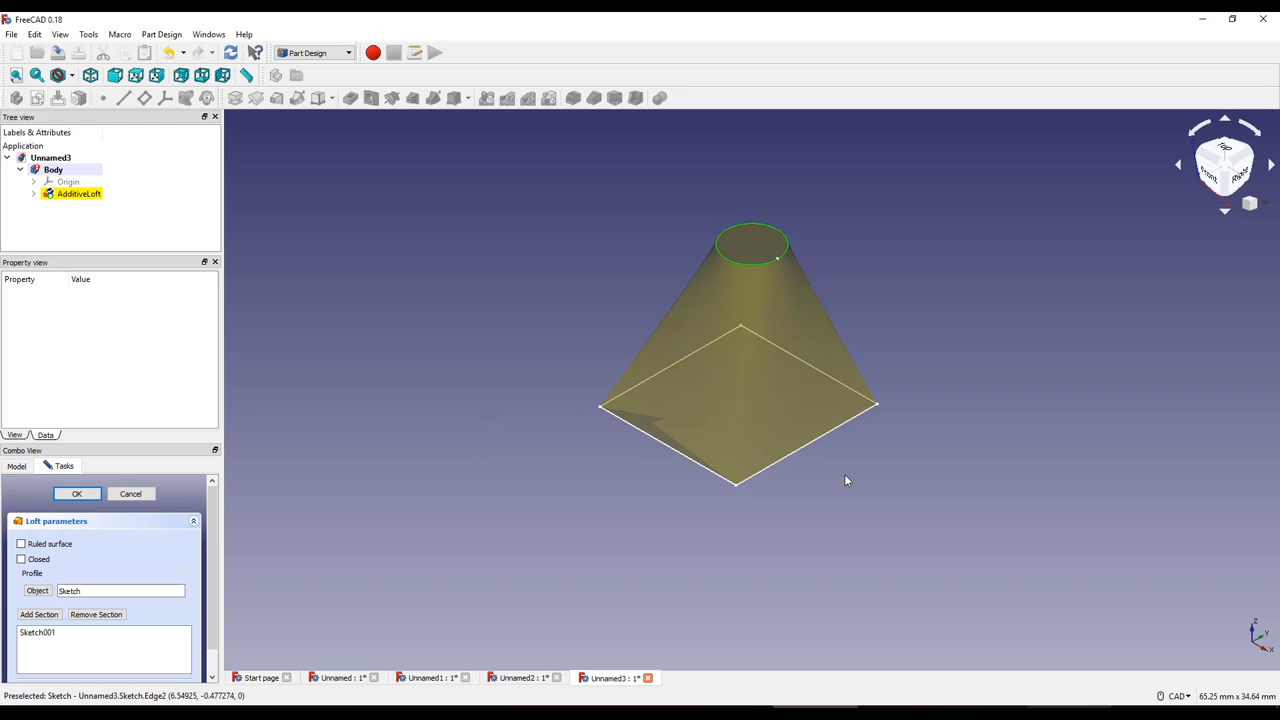 FreeCAD 0.18
File Edit View Tools Macro Part Design Windows Help
Part Design
Tree view
Labels & Attributes
Application
Unnamed3
Body
Origin
AdditiveLoft
Property view
Property Value
View Data
Combo View
Model Tasks
OK Cancel
Loft parameters
Ruled surface
Closed
Profile
Object Sketch
Add Section Remove Section
Sketch001
Top
Front Right
Z
Y
X
Start page Unnamed : 1* Unnamed1 : 1* Unnamed2 : 1* Unnamed3 : 1*
Preselected: Sketch - Unnamed3.Sketch.Edge2 (6.54925, -0.477274, 0) CAD 65.25 mm x 34.64 mm